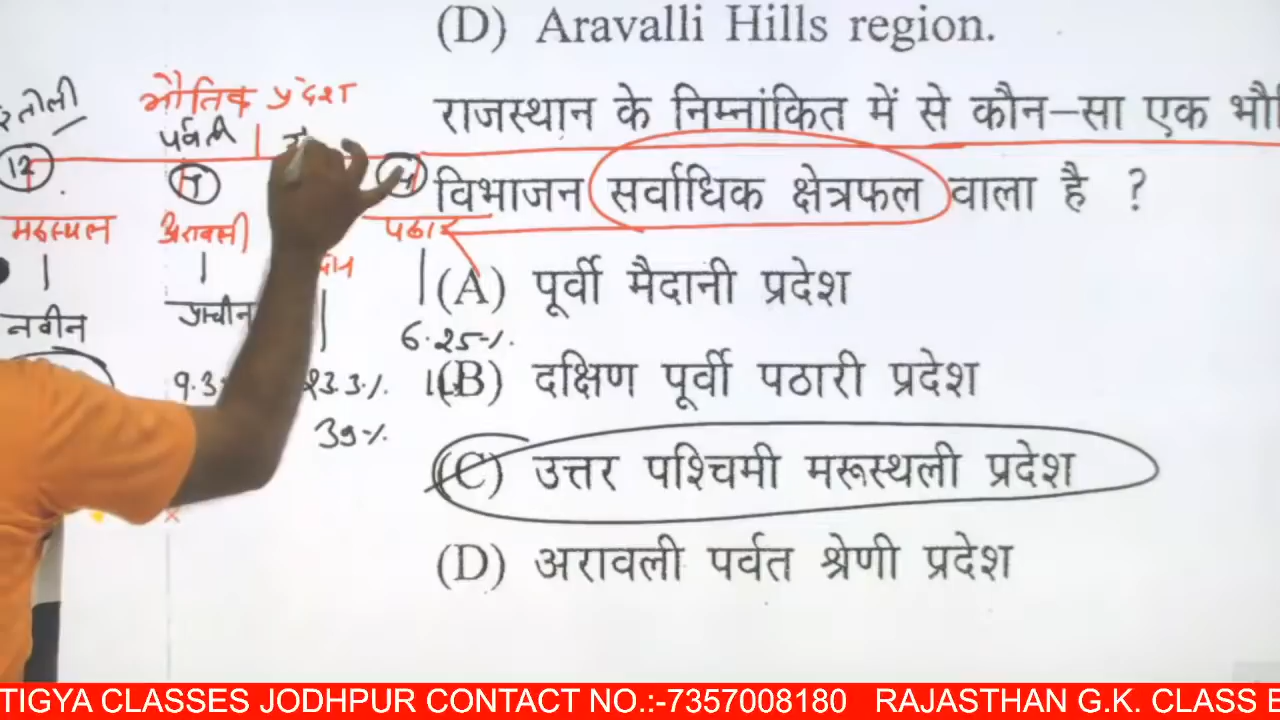 (D) Aravalli Hills region.
भौतिक प्रदेश
राजस्थान के निम्नांकित में से कौन-सा एक भौ
12
विभाजन सर्वाधिक क्षेत्रफल वाला है ?
मरुस्थल अरावली पठार
(A) पूर्वी मैदानी प्रदेश
नवीन प्राचीन
6.25%.
(B) दक्षिण पूर्वी पठारी प्रदेश
23.3%.
39%.
(C) उत्तर पश्चिमी मरूस्थली प्रदेश
(D) अरावली पर्वत श्रेणी प्रदेश
TIGYA CLASSES JODHPUR CONTACT NO.:-7357008180 RAJASTHAN G.K. CLASS